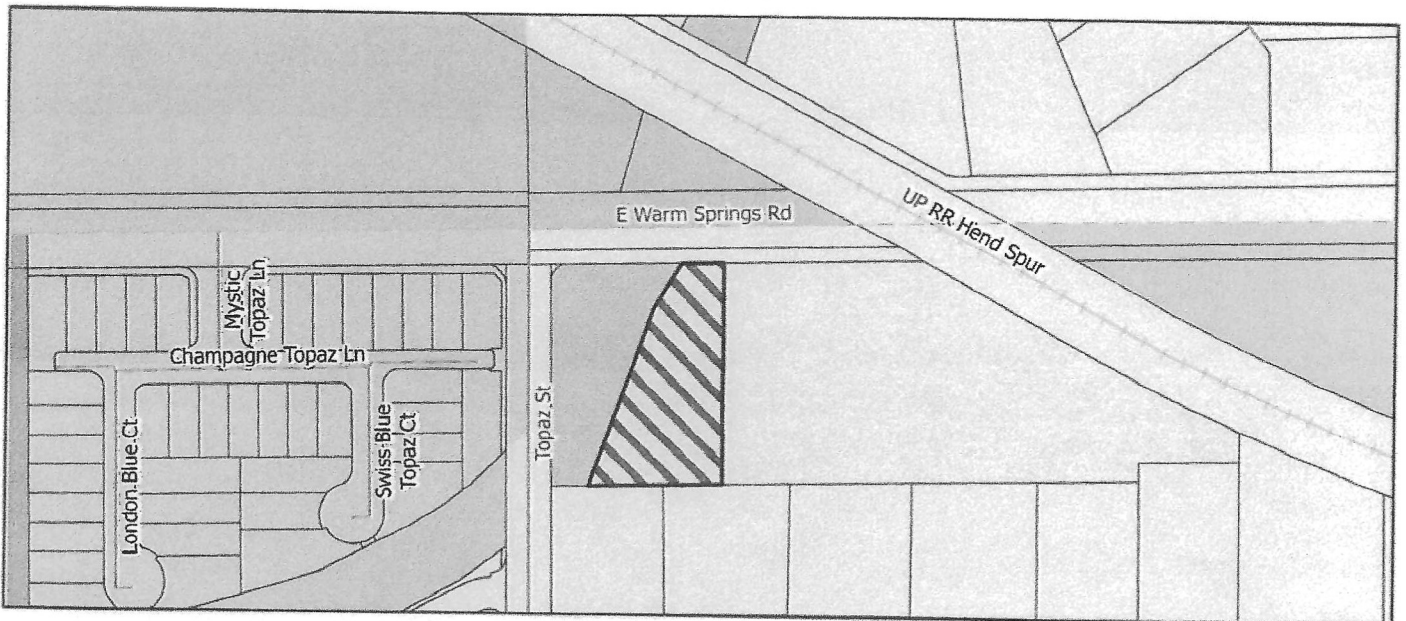 E Warm Springs Rd
UP RR Hend Spur
Mystic
Topaz Ln
Champagne Topaz Ln
London Blue Ct
Swiss Blue
Topaz Ct
Topaz St